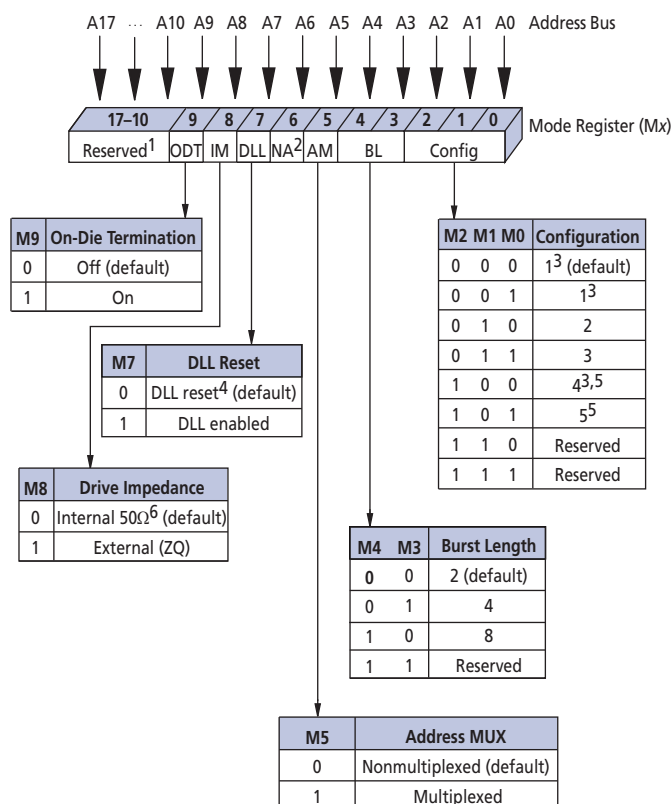 A17 ... A10 A9 A8 A7 A6 A5 A4 A3 A2 A1 A0 Address Bus
17–10 9 8 7 6 5 4 3 2 1 0 Mode Register (Mx)
Reserved1 ODT IM DLL NA2 AM BL Config
M9 On-Die Termination
0 Off (default)
1 On
M2 M1 M0 Configuration
0 0 0 13 (default)
0 0 1 13
0 1 0 2
0 1 1 3
1 0 0 43,5
1 0 1 55
1 1 0 Reserved
1 1 1 Reserved
M7 DLL Reset
0 DLL reset4 (default)
1 DLL enabled
M8 Drive Impedance
0 Internal 50Ω6 (default)
1 External (ZQ)
M4 M3 Burst Length
0 0 2 (default)
0 1 4
1 0 8
1 1 Reserved
M5 Address MUX
0 Nonmultiplexed (default)
1 Multiplexed